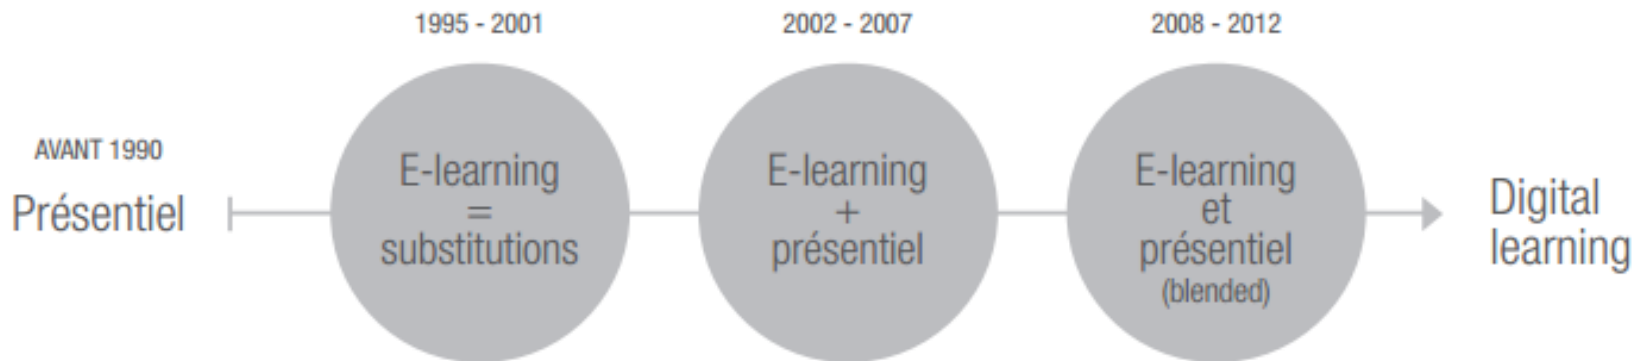 AVANT 1990
Présentiel
1995 - 2001
E-learning
=
substitutions
2002 - 2007
E-learning
+
présentiel
2008 - 2012
E-learning
et
présentiel
(blended)
Digital
learning